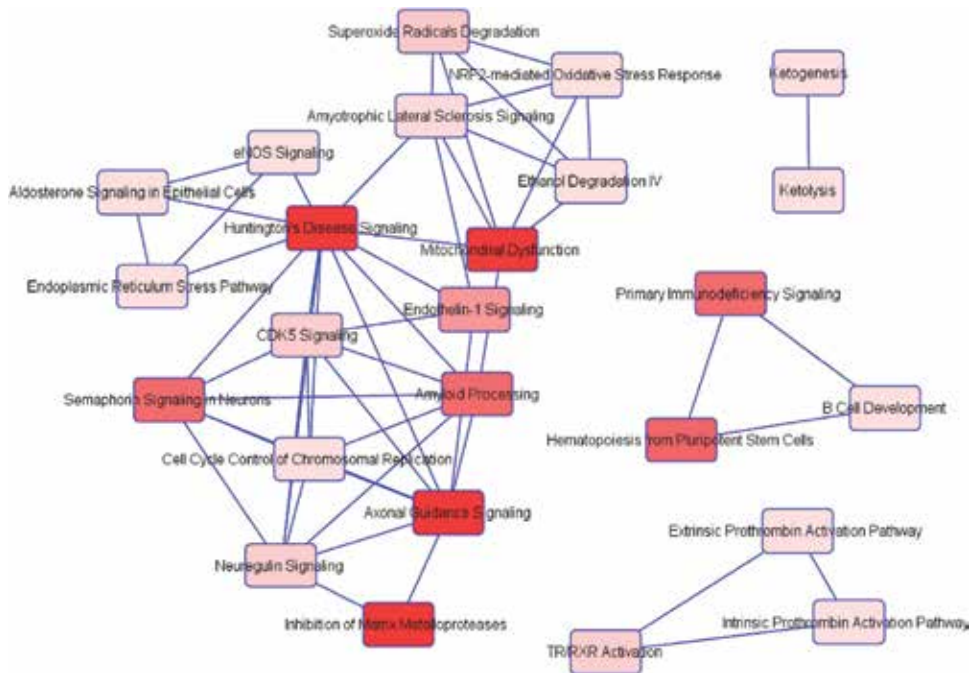 Superoxide Radicals Degradation
NRF2-mediated Oxidative Stress Response
Ketogenesis
Amyotrophic Lateral Sclerosis Signaling
eNOS Signaling
Ethanol Degradation IV
Ketolysis
Aldosterone Signaling in Epithelial Cells
Huntington's Disease Signaling
Mitochondrial Dysfunction
Endoplasmic Reticulum Stress Pathway
Primary Immunodeficiency Signaling
Endothelin-1 Signaling
CDK5 Signaling
Semaphorin Signaling in Neurons
Amyloid Processing
B Cell Development
Hematopoiesis from Pluripotent Stem Cells
Cell Cycle Control of Chromosomal Replication
Axonal Guidance Signaling
Extrinsic Prothrombin Activation Pathway
Neuregulin Signaling
Inhibition of Matrix Metalloproteases
Intrinsic Prothrombin Activation Pathway
TR/RXR Activation